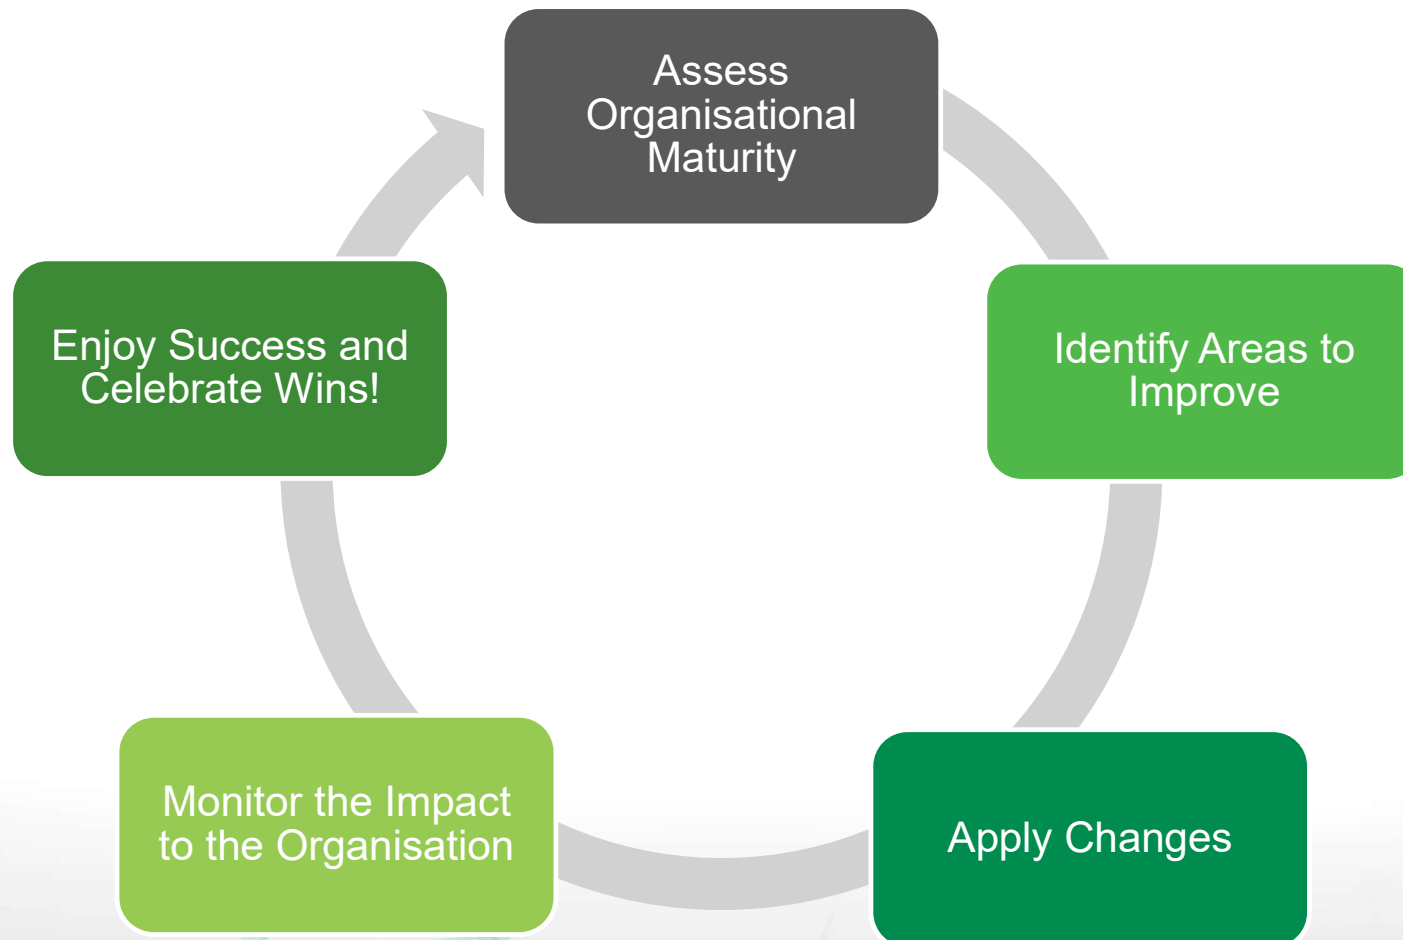 Assess
Organisational
Maturity
Identify Areas to
Improve
Apply Changes
Monitor the Impact
to the Organisation
Enjoy Success and
Celebrate Wins!